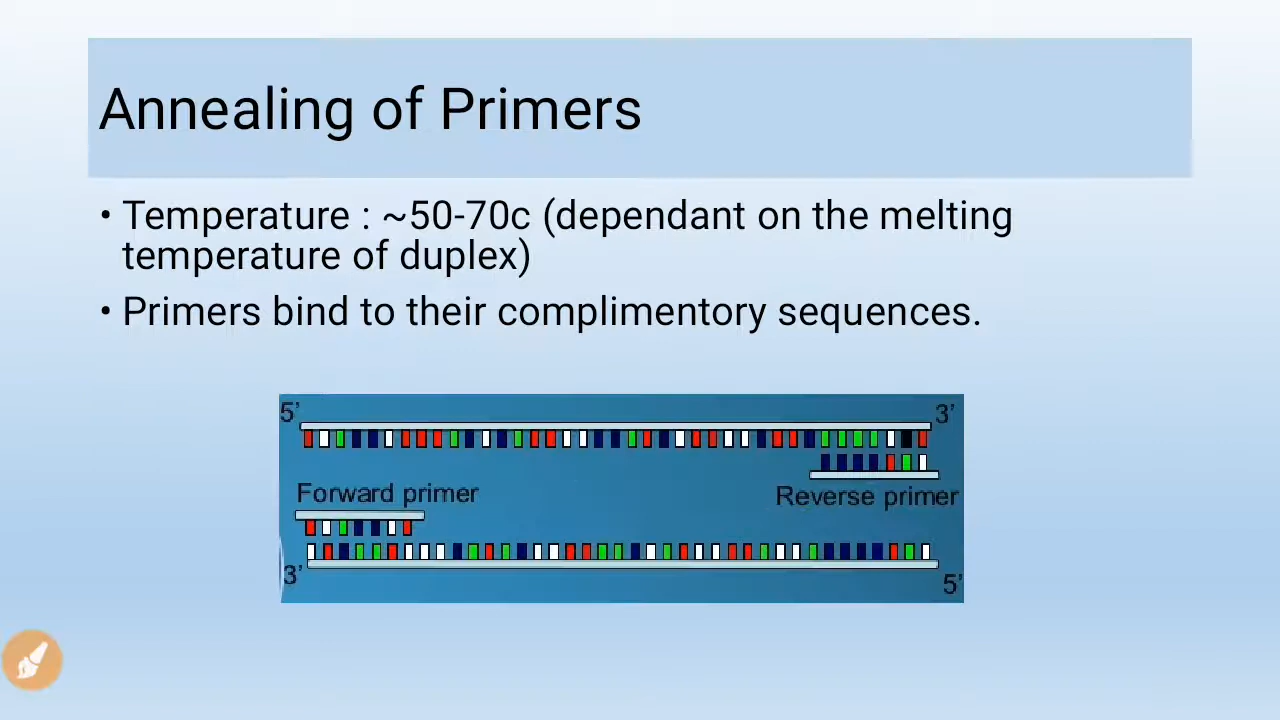 Annealing of Primers
• Temperature : ~50-70c (dependant on the melting
temperature of duplex)
• Primers bind to their complimentory sequences.
5’ 3’
Forward primer Reverse primer
3’ 5’